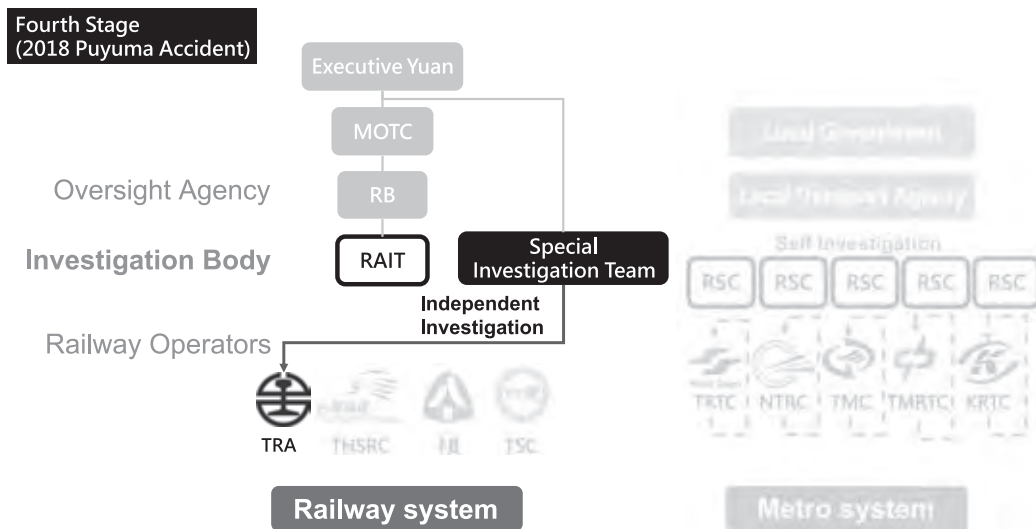 Fourth Stage
(2018 Puyuma Accident)
Executive Yuan
MOTC
Oversight Agency
RB
Investigation Body
RAIT
Special
Investigation Team
Independent
Investigation
Railway Operators
TRA
THSRC
TSC
Railway system
Local Government
Local Transport Agency
Self Investigation
RSC
RSC
RSC
RSC
RSC
TRTC
NTRC
TMC
TMRTC
KRTC
Metro system